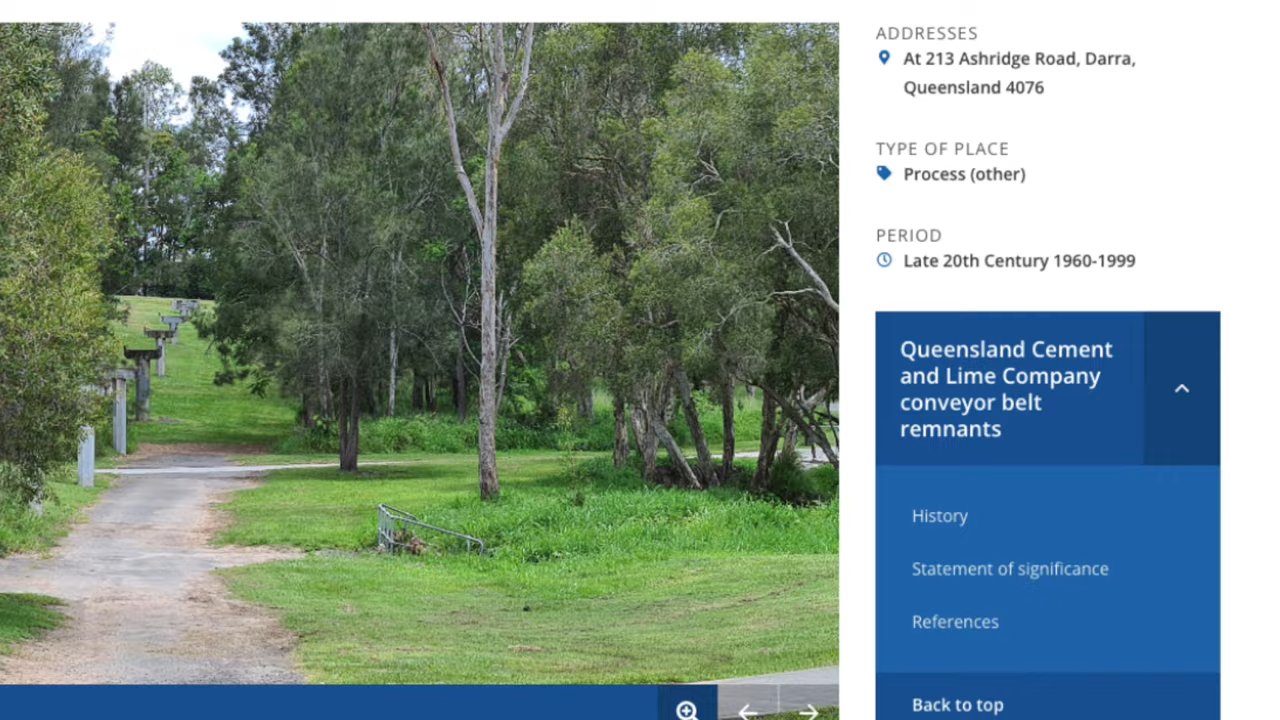 ADDRESSES
At 213 Ashridge Road, Darra,
Queensland 4076
TYPE OF PLACE
Process (other)
PERIOD
Late 20th Century 1960-1999
Queensland Cement
and Lime Company
conveyor belt
remnants
History
Statement of significance
References
Back to top